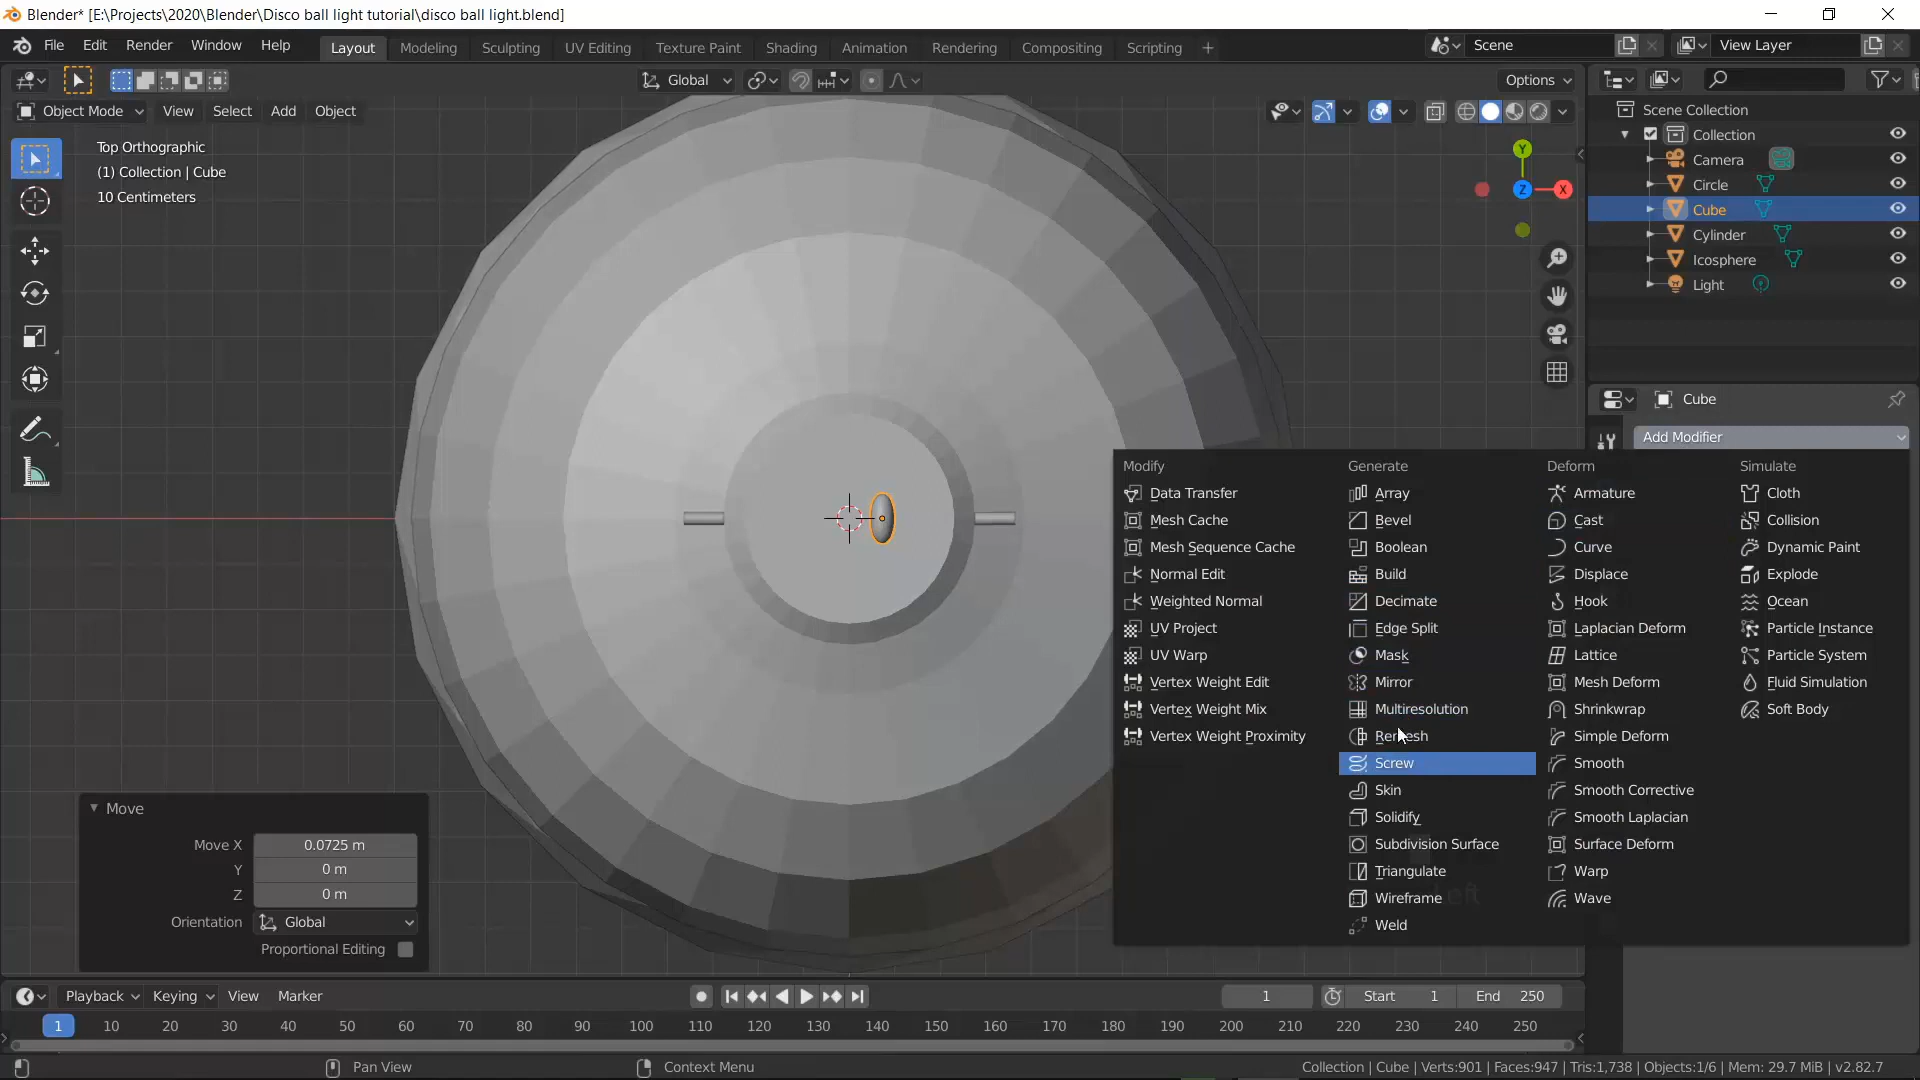 Blender* [E:\Projects\2020\Blender\Disco ball light tutorial\disco ball light.blend]
File Edit Render Window Help Layout Modeling Sculpting UV Editing Texture Paint Shading Animation Rendering Compositing Scripting + Scene View Layer
Global Options
Object Mode View Select Add Object
Top Orthographic
(1) Collection | Cube
10 Centimeters
Y
Z
X
Scene Collection
Collection
Camera
Circle
Cube
Cylinder
Icosphere
Light
Cube
Add Modifier
Modify Generate Deform Simulate
Data Transfer Array Armature Cloth
Mesh Cache Bevel Cast Collision
Mesh Sequence Cache Boolean Curve Dynamic Paint
Normal Edit Build Displace Explode
Weighted Normal Decimate Hook Ocean
UV Project Edge Split Laplacian Deform Particle Instance
UV Warp Mask Lattice Particle System
Vertex Weight Edit Mirror Mesh Deform Fluid Simulation
Vertex Weight Mix Multiresolution Shrinkwrap Soft Body
Vertex Weight Proximity Remesh Simple Deform
Screw Smooth
Skin Smooth Corrective
Solidify Smooth Laplacian
Subdivision Surface Surface Deform
Triangulate Warp
Wireframe Wave
Left
Weld
Move
Move X 0.0725 m
Y 0 m
Z 0 m
Orientation Global
Proportional Editing
Playback Keying View Marker 1 Start 1 End 250
1 10 20 30 40 50 60 70 80 90 100 110 120 130 140 150 160 170 180 190 200 210 220 230 240 250
Pan View Context Menu Collection | Cube | Verts:901 | Faces:947 | Tris:1,738 | Objects:1/6 | Mem: 29.7 MiB | v2.82.7